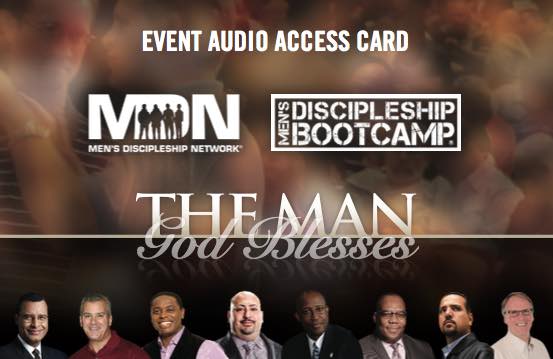 EVENT AUDIO ACCESS CARD
MDN
MEN'S DISCIPLESHIP NETWORK®
MEN'S
DISCIPLESHIP
BOOTCAMP®
THE MAN
God Blesses